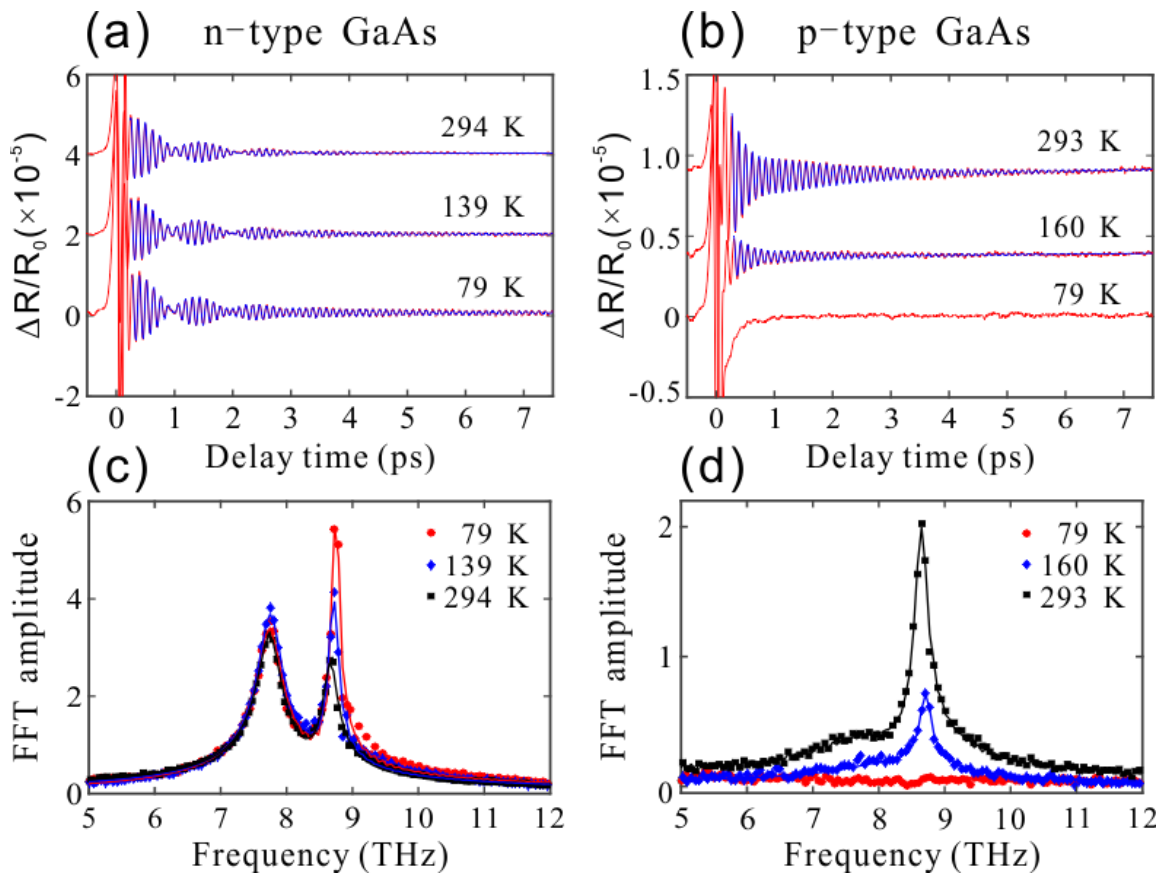 (a) n-type GaAs
ΔR/R₀(×10⁻⁵)
6
4
2
0
-2
294 K
139 K
79 K
0 1 2 3 4 5 6 7
Delay time (ps)
(b) p-type GaAs
ΔR/R₀(×10⁻⁵)
1.5
1.0
0.5
0
-0.5
293 K
160 K
79 K
0 1 2 3 4 5 6 7
Delay time (ps)
(c)
FFT amplitude
6
4
2
0
79 K
139 K
294 K
5 6 7 8 9 10 11 12
Frequency (THz)
(d)
FFT amplitude
2
1
0
79 K
160 K
293 K
5 6 7 8 9 10 11 12
Frequency (THz)